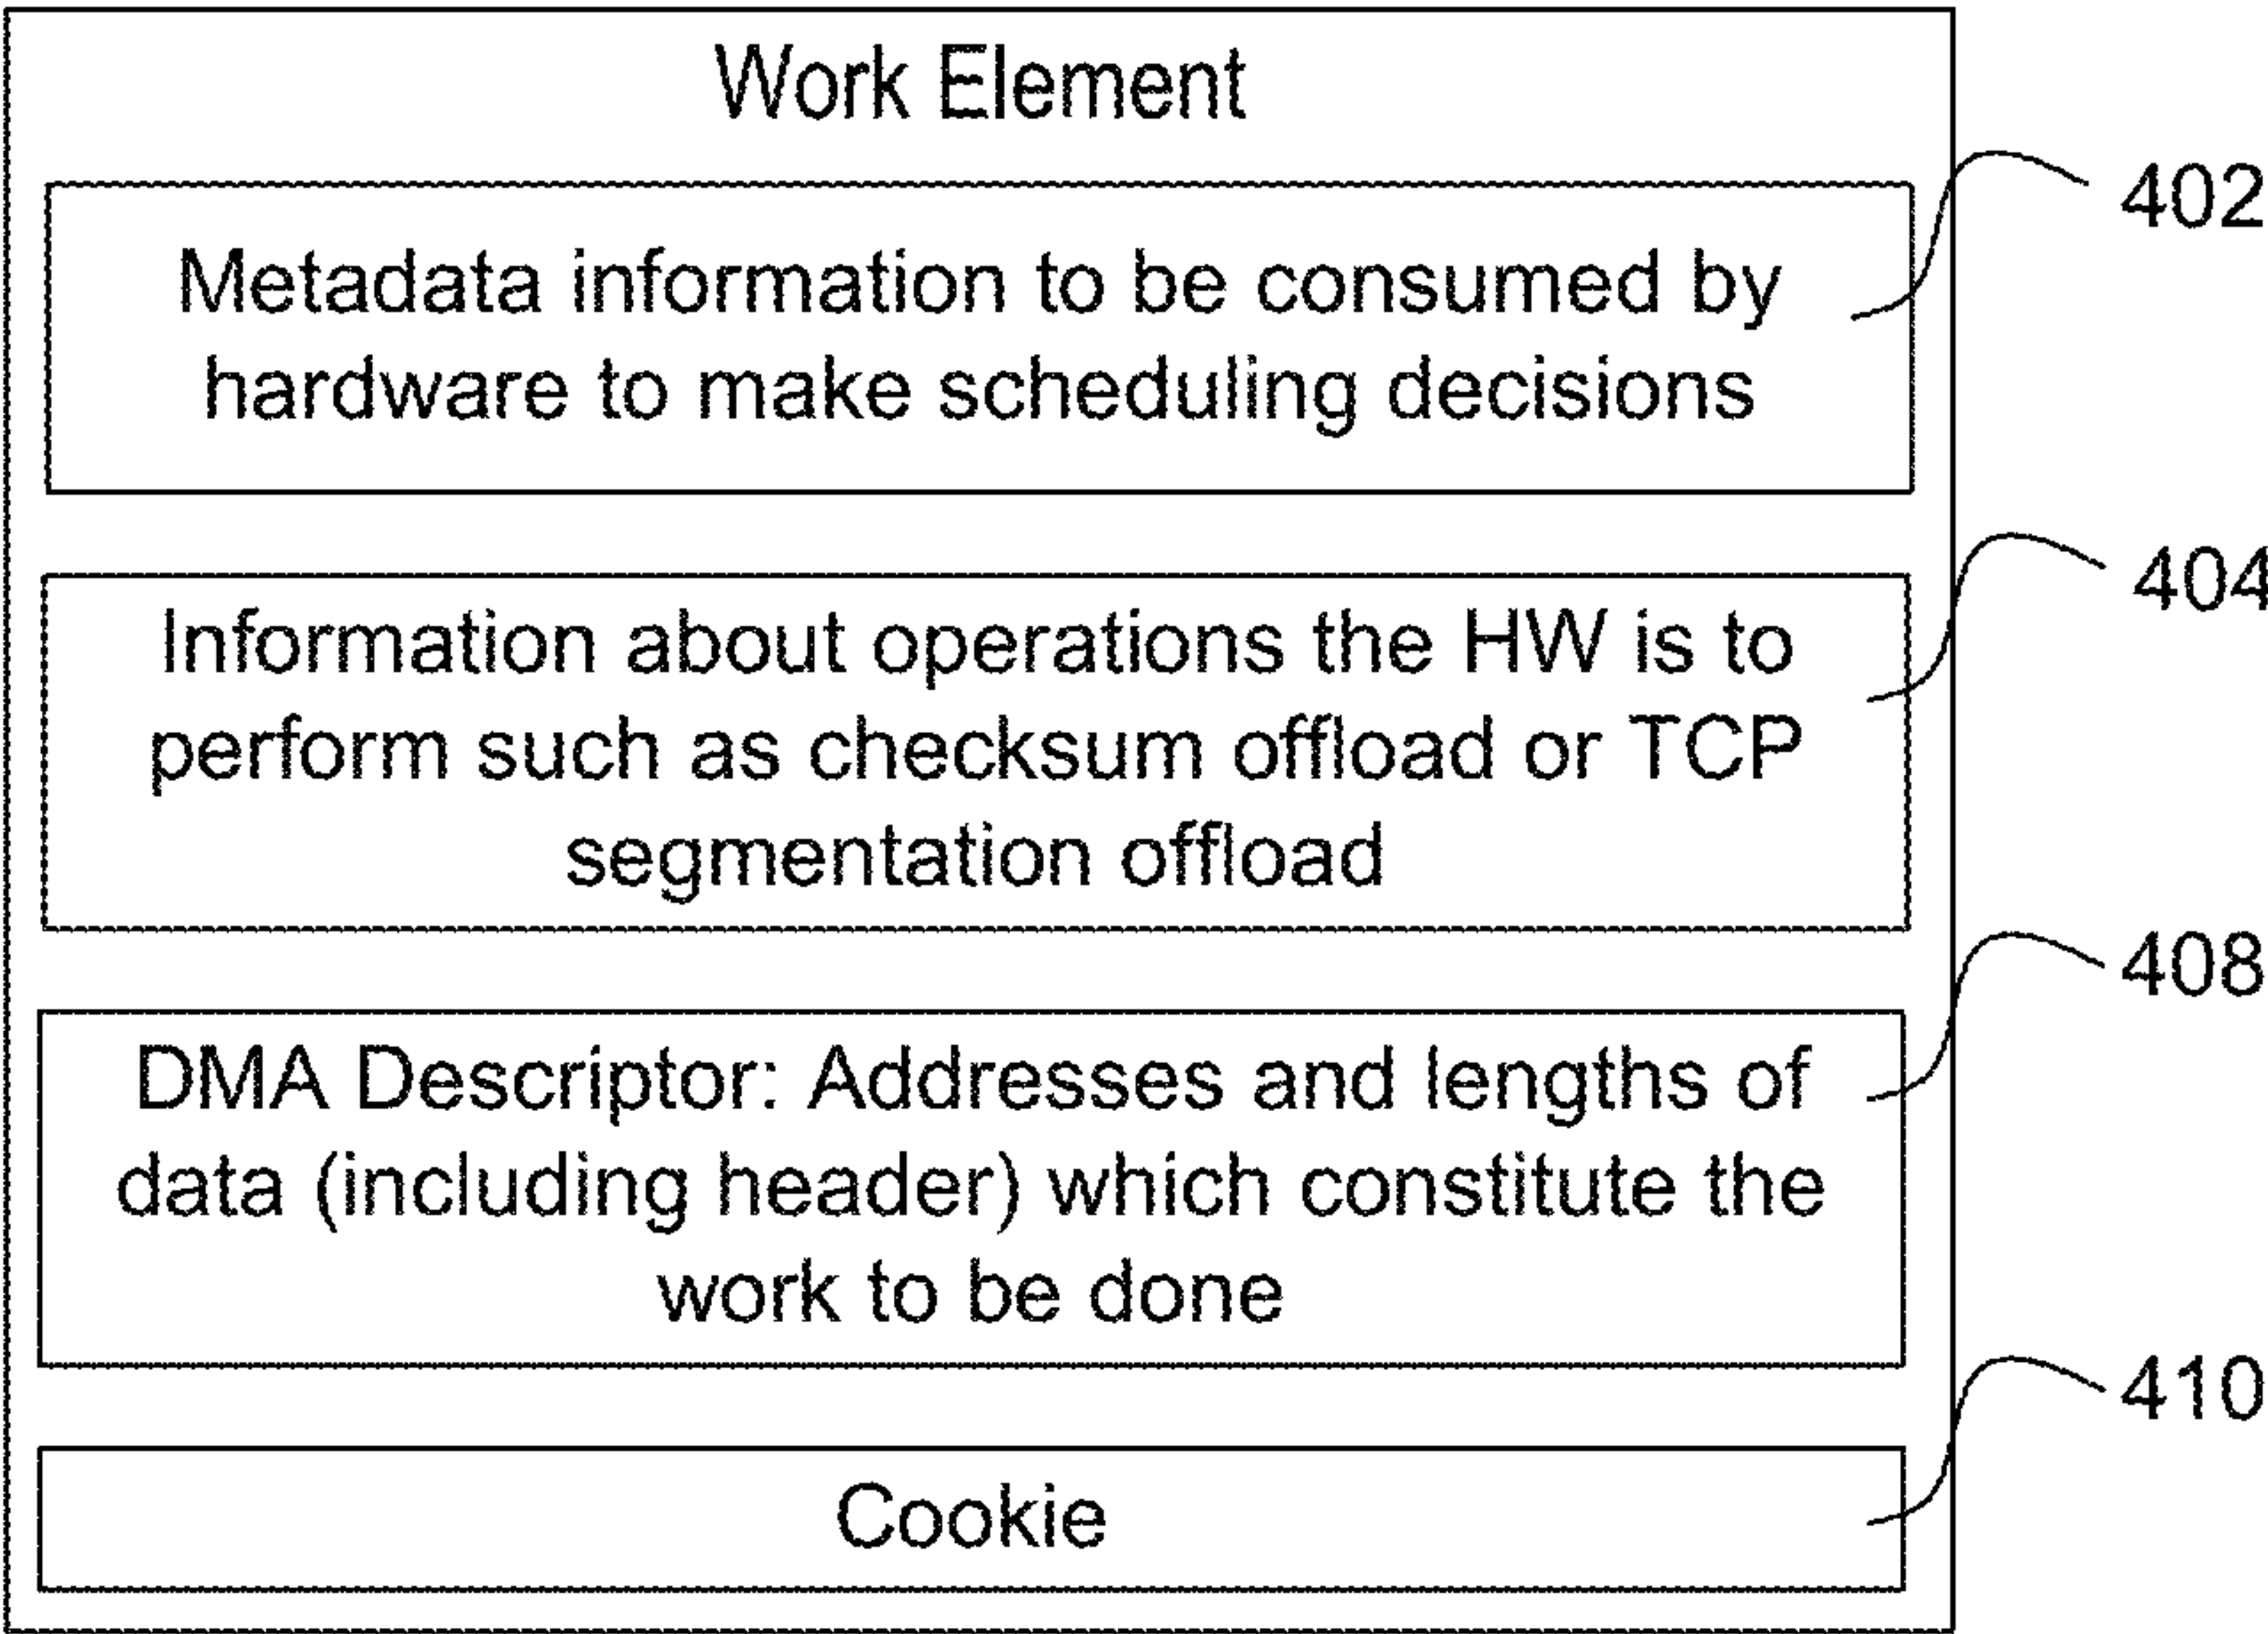 Work Element
402
Metadata information to be consumed by
hardware to make scheduling decisions
404
Information about operations the HW is to
perform such as checksum offload or TCP
segmentation offload
408
DMA Descriptor: Addresses and lengths of
data (including header) which constitute the
work to be done
410
Cookie